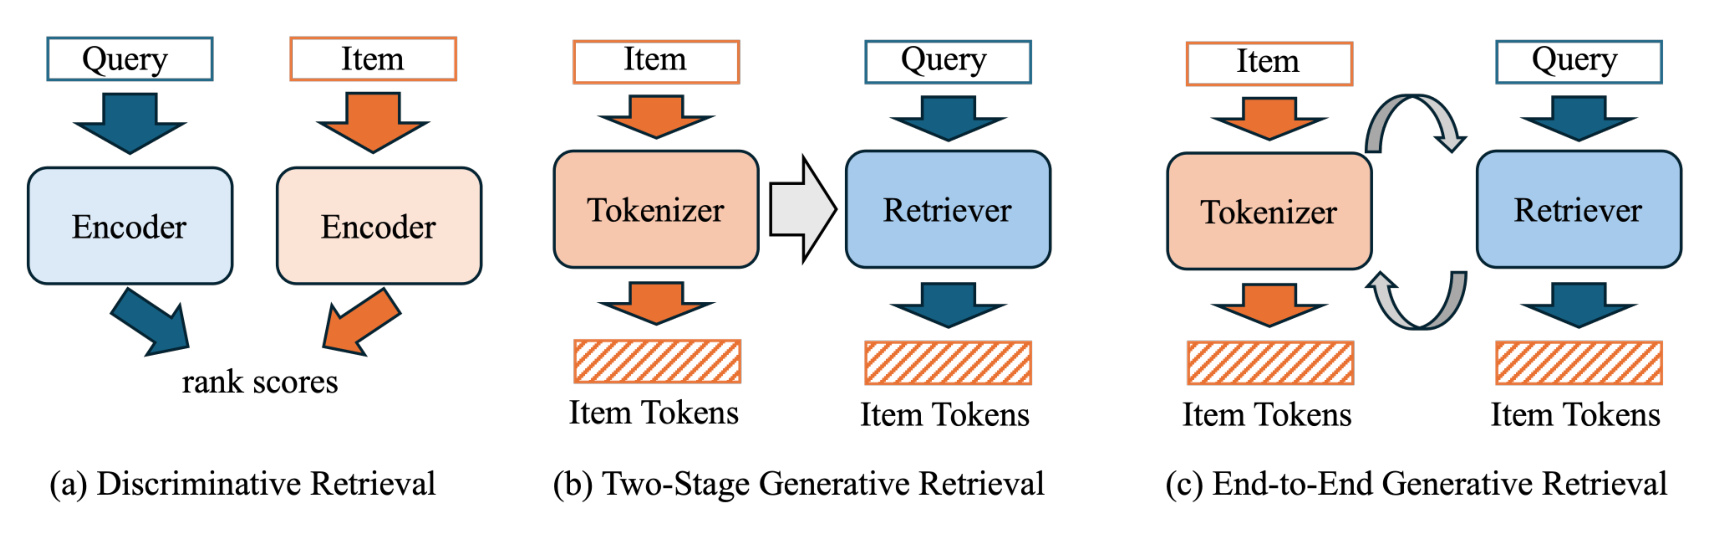 Query
Item
Encoder
Encoder
rank scores
(a) Discriminative Retrieval
Item
Query
Tokenizer
Retriever
Item Tokens
Item Tokens
(b) Two-Stage Generative Retrieval
Item
Query
Tokenizer
Retriever
Item Tokens
Item Tokens
(c) End-to-End Generative Retrieval